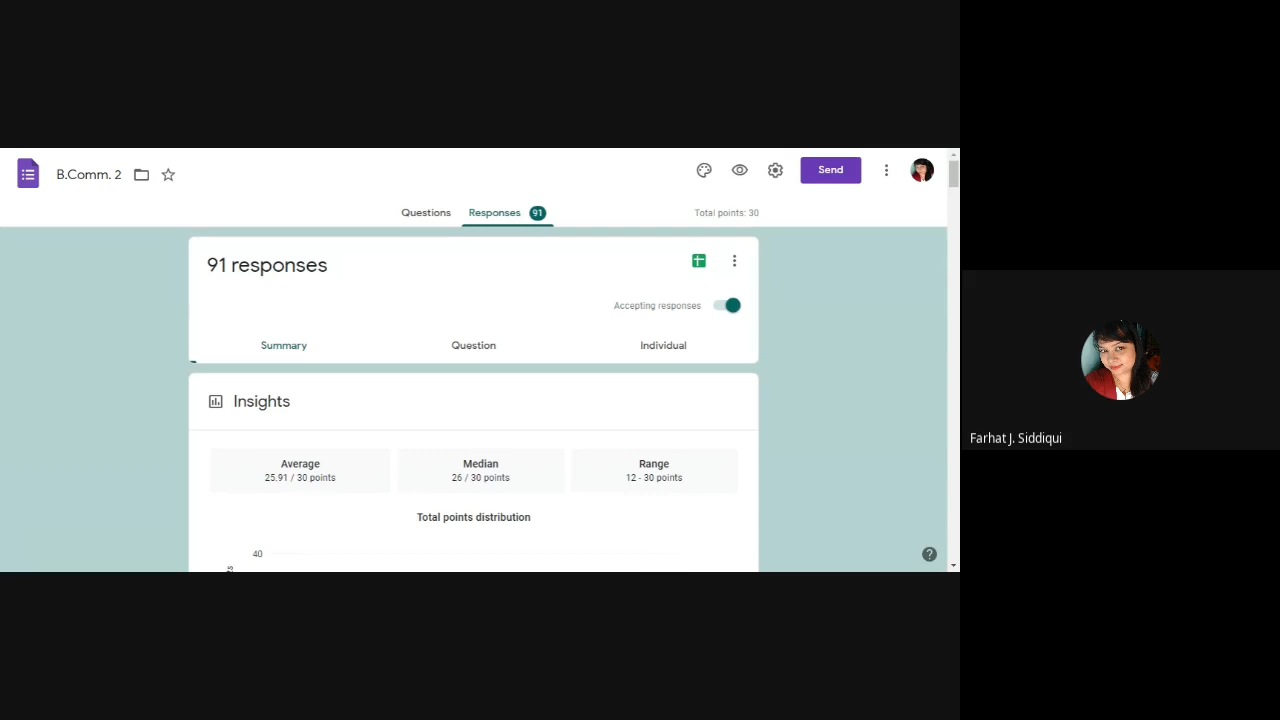 B.Comm. 2
Send
Questions Responses 91 Total points: 30
91 responses
Accepting responses
Summary Question Individual
Insights
Average Median Range
25.91 / 30 points 26 / 30 points 12 - 30 points
Total points distribution
40
?
Farhat J. Siddiqui